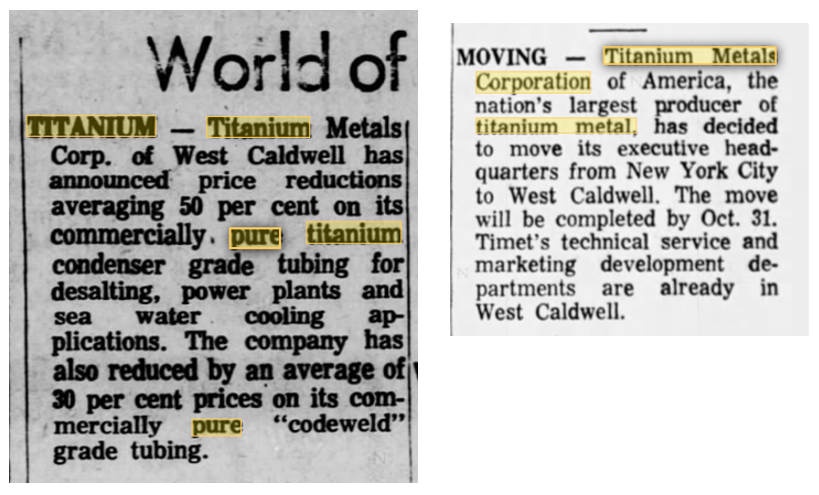 World of
TITANIUM — Titanium Metals
Corp. of West Caldwell has
announced price reductions
averaging 50 per cent on its
commercially pure titanium
condenser grade tubing for
desalting, power plants and
sea water cooling ap-
plications. The company has
also reduced by an average of
30 per cent prices on its com-
mercially pure "codeweld"
grade tubing.
MOVING — Titanium Metals
Corporation of America, the
nation's largest producer of
titanium metal, has decided
to move its executive head-
quarters from New York City
to West Caldwell. The move
will be completed by Oct. 31.
Timet's technical service and
marketing development de-
partments are already in
West Caldwell.